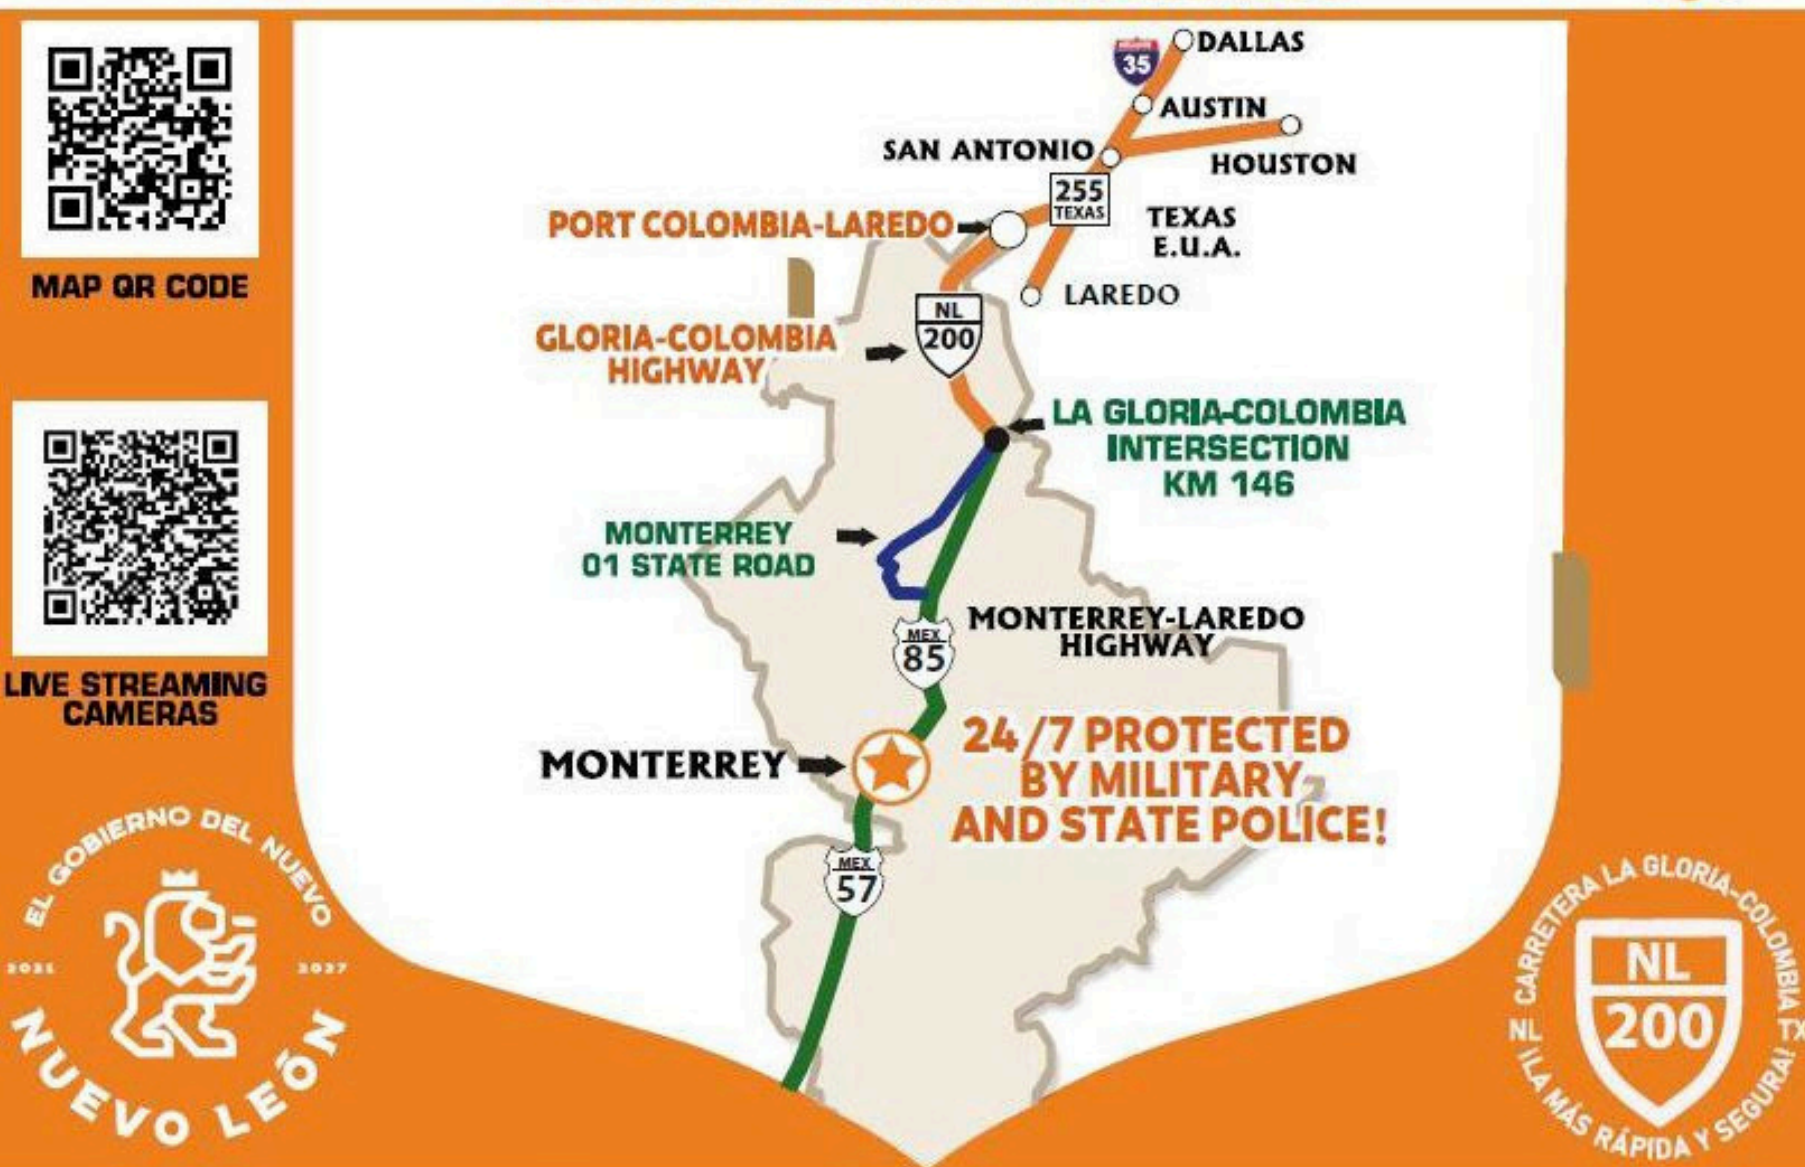 MAP QR CODE
LIVE STREAMING
CAMERAS
35
DALLAS
AUSTIN
SAN ANTONIO
HOUSTON
255
TEXAS
TEXAS
E.U.A.
PORT COLOMBIA-LAREDO
LAREDO
NL
200
GLORIA-COLOMBIA
HIGHWAY
LA GLORIA-COLOMBIA
INTERSECTION
KM 146
MONTERREY
01 STATE ROAD
MONTERREY-LAREDO
HIGHWAY
MEX
85
MONTERREY
24/7 PROTECTED
BY MILITARY
AND STATE POLICE!
MEX
57
EL GOBIERNO DEL NUEVO
2021 2027
NUEVO LEÓN
CARRETERA LA GLORIA-COLOMBIA
NL TX
¡LA MÁS RÁPIDA Y SEGURA!
NL
200